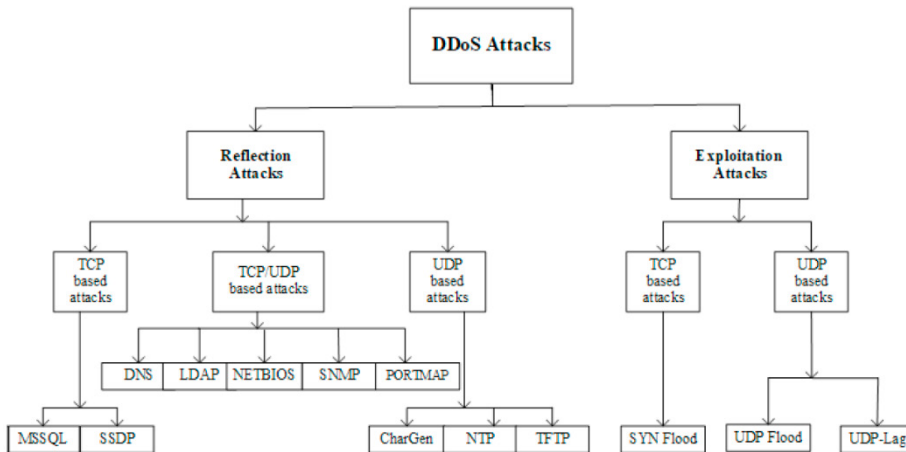 DDoS Attacks
Reflection
Attacks
Exploitation
Attacks
TCP
based
attacks
TCP/UDP
based attacks
UDP
based
attacks
TCP
based
attacks
UDP
based
attacks
DNS
LDAP
NETBIOS
SNMP
PORTMAP
MSSQL
SSDP
CharGen
NTP
TFTP
SYN Flood
UDP Flood
UDP-Lag